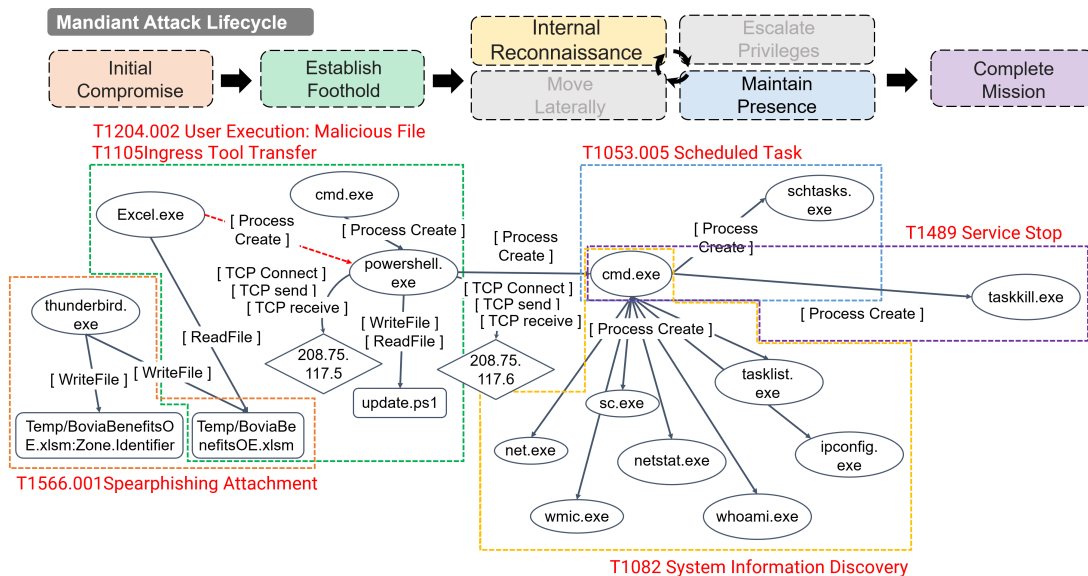 Mandiant Attack Lifecycle
Initial
Compromise
Establish
Foothold
Internal
Reconnaissance
Escalate
Privileges
Move
Laterally
Maintain
Presence
Complete
Mission
T1204.002 User Execution: Malicious File
T1105Ingress Tool Transfer
T1053.005 Scheduled Task
T1489 Service Stop
Excel.exe
cmd.exe
[ Process
Create ]
[ Process Create ]
powershell.
exe
[ Process
Create ]
cmd.exe
schtasks.
exe
[ Process
Create ]
taskkill.exe
[ Process Create ]
[ TCP Connect ]
[ TCP send ]
[ TCP receive ]
[ WriteFile ]
[ ReadFile ]
[ TCP Connect ]
[ TCP send ]
[ TCP receive ]
[ Process Create ]
thunderbird.
exe
[ ReadFile ]
[ WriteFile ]
[ WriteFile ]
208.75.
117.5
update.ps1
208.75.
117.6
Temp/BoviaBenefitsO
E.xlsm:Zone.Identifier
Temp/BoviaBe
nefitsOE.xlsm
T1566.001Spearphishing Attachment
tasklist.
exe
sc.exe
net.exe
netstat.exe
ipconfig.
exe
wmic.exe
whoami.exe
T1082 System Information Discovery